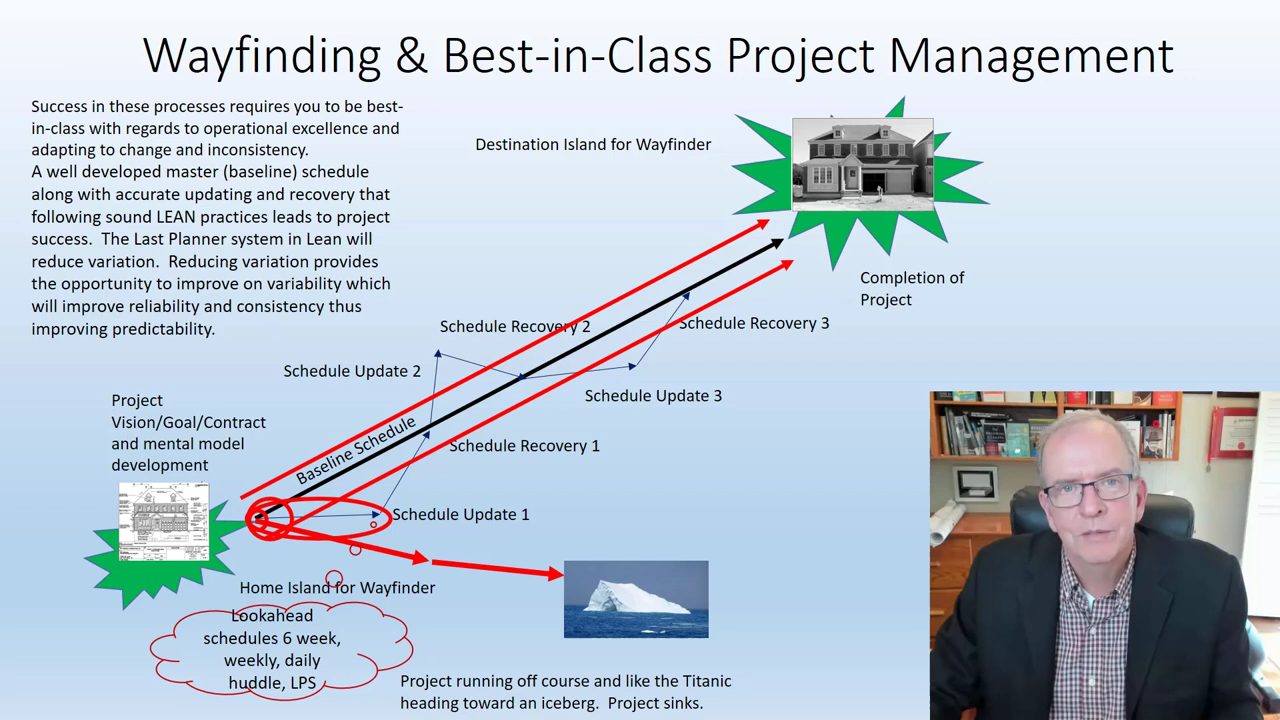 Wayfinding & Best-in-Class Project Management
Success in these processes requires you to be best-
in-class with regards to operational excellence and
adapting to change and inconsistency.
A well developed master (baseline) schedule
along with accurate updating and recovery that
following sound LEAN practices leads to project
success. The Last Planner system in Lean will
reduce variation. Reducing variation provides
the opportunity to improve on variability which
will improve reliability and consistency thus
improving predictability.
Destination Island for Wayfinder
Completion of
Project
Schedule Recovery 2
Schedule Recovery 3
Schedule Update 2
Schedule Update 3
Project
Vision/Goal/Contract
and mental model
development
Baseline Schedule
Schedule Recovery 1
Schedule Update 1
Home Island for Wayfinder
Lookahead
schedules 6 week,
weekly, daily
huddle, LPS
Project running off course and like the Titanic
heading toward an iceberg. Project sinks.